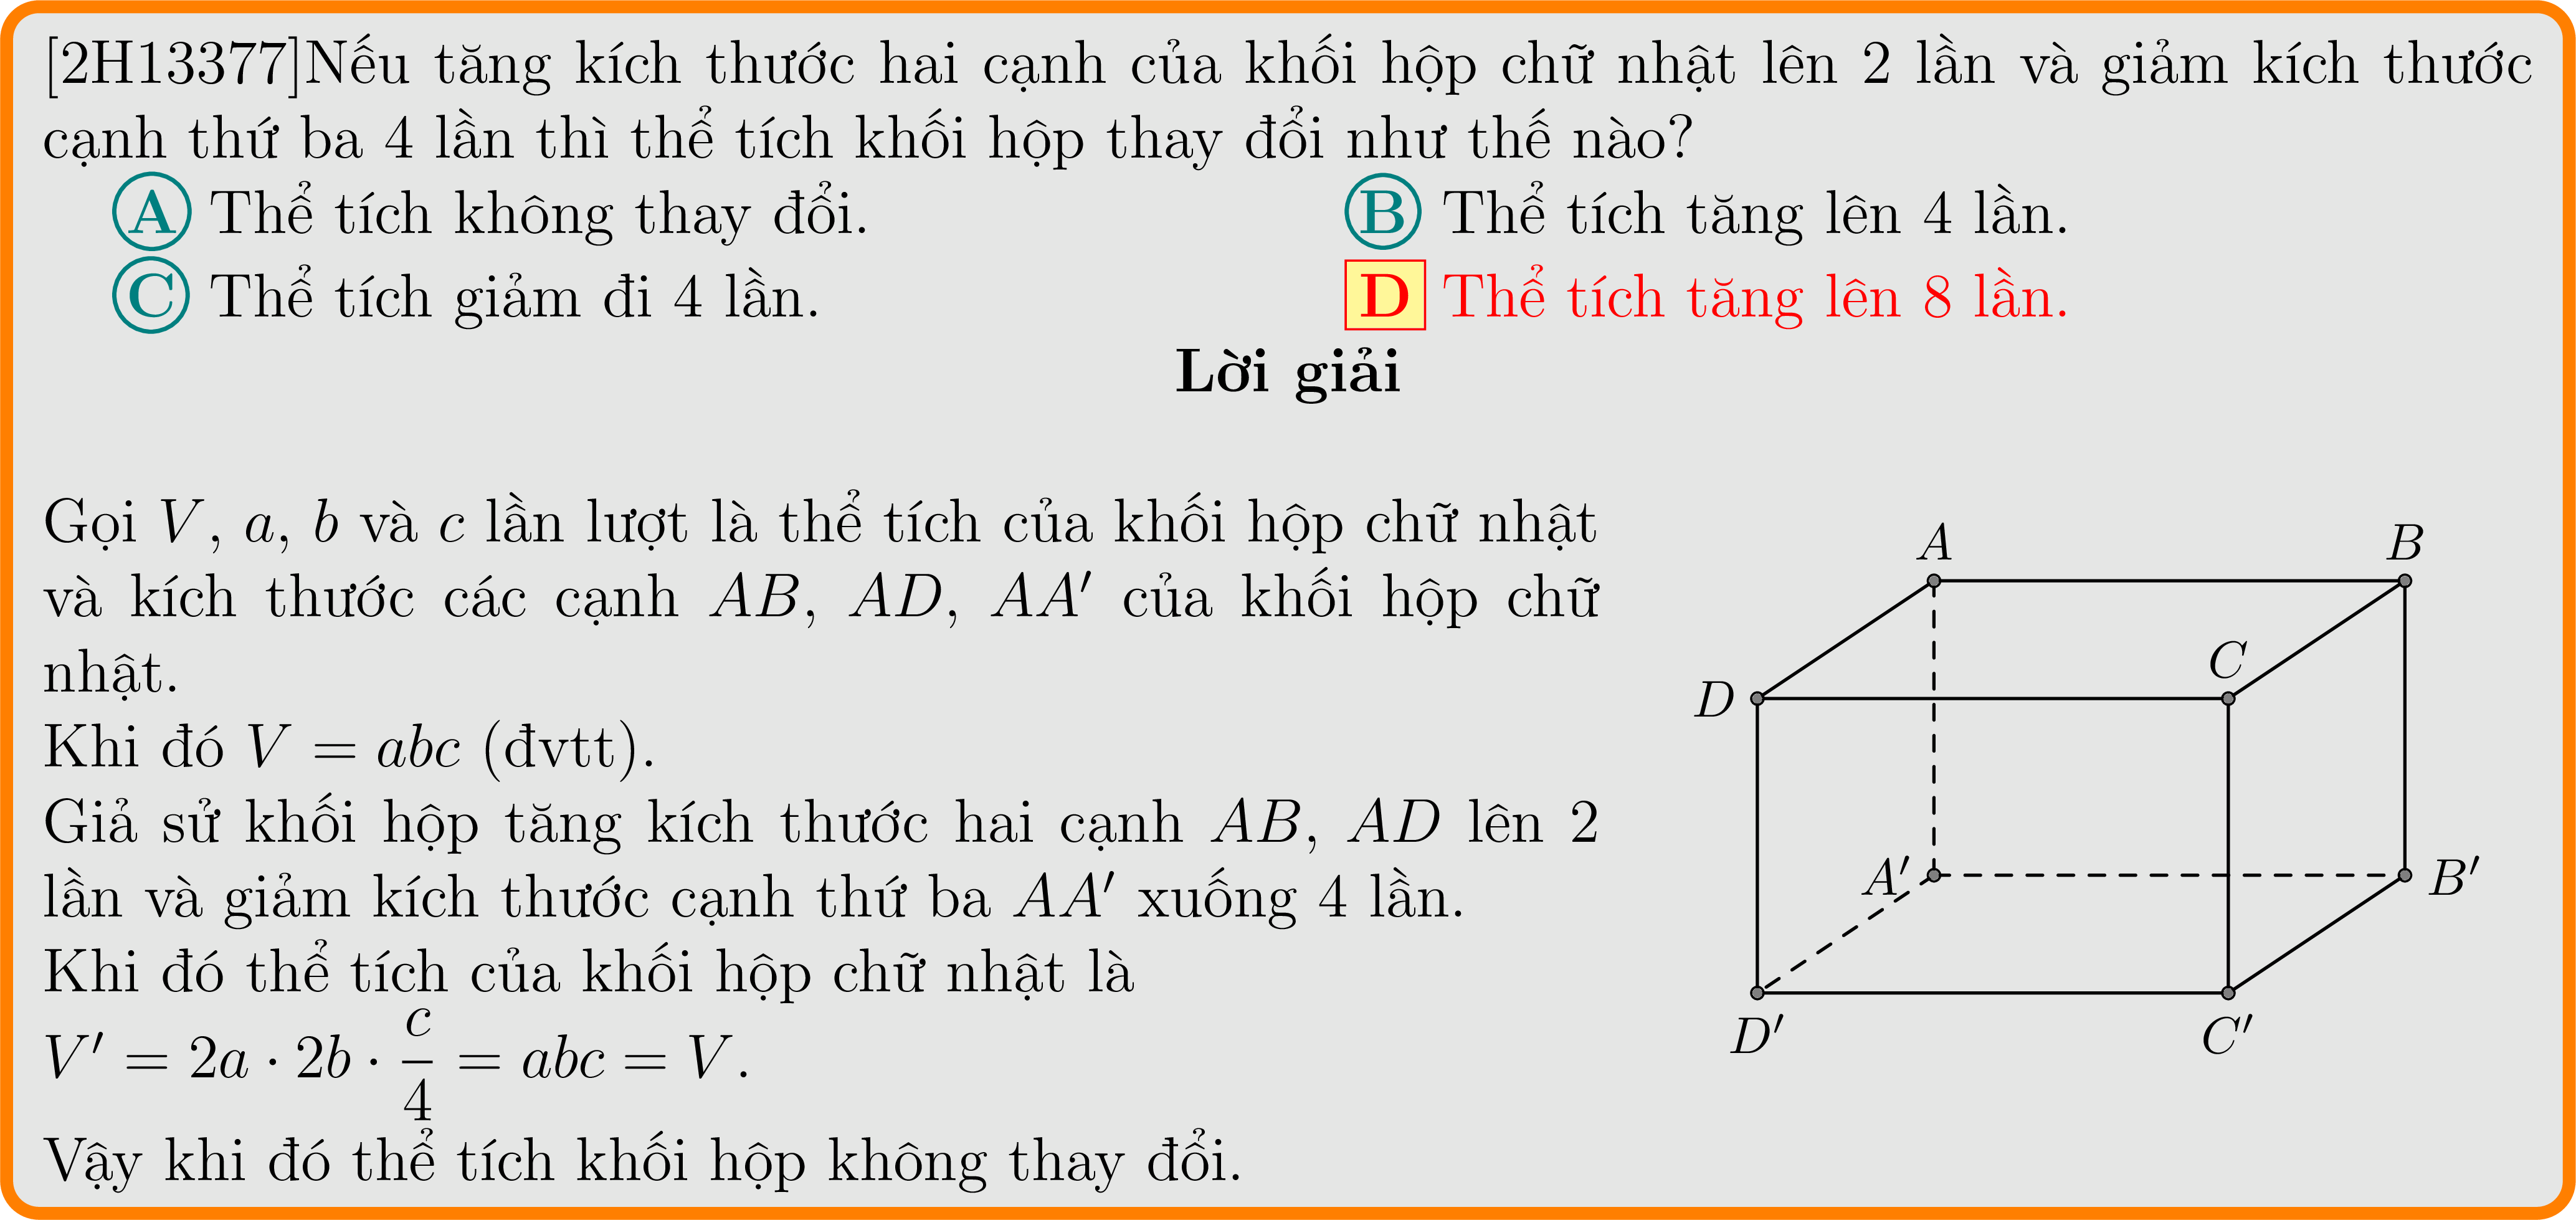 [2H13377]Nếu tăng kích thước hai cạnh của khối hộp chữ nhật lên 2 lần và giảm kích thước
cạnh thứ ba 4 lần thì thể tích khối hộp thay đổi như thế nào?
A Thể tích không thay đổi.
B Thể tích tăng lên 4 lần.
C Thể tích giảm đi 4 lần.
D Thể tích tăng lên 8 lần.
Lời giải
Gọi V, a, b và c lần lượt là thể tích của khối hộp chữ nhật
và kích thước các cạnh AB, AD, AA′ của khối hộp chữ
nhật.
Khi đó V = abc (đvtt).
Giả sử khối hộp tăng kích thước hai cạnh AB, AD lên 2
lần và giảm kích thước cạnh thứ ba AA′ xuống 4 lần.
Khi đó thể tích của khối hộp chữ nhật là
V′ = 2a · 2b · c/4 = abc = V.
Vậy khi đó thể tích khối hộp không thay đổi.
A
B
C
D
A′
B′
D′
C′